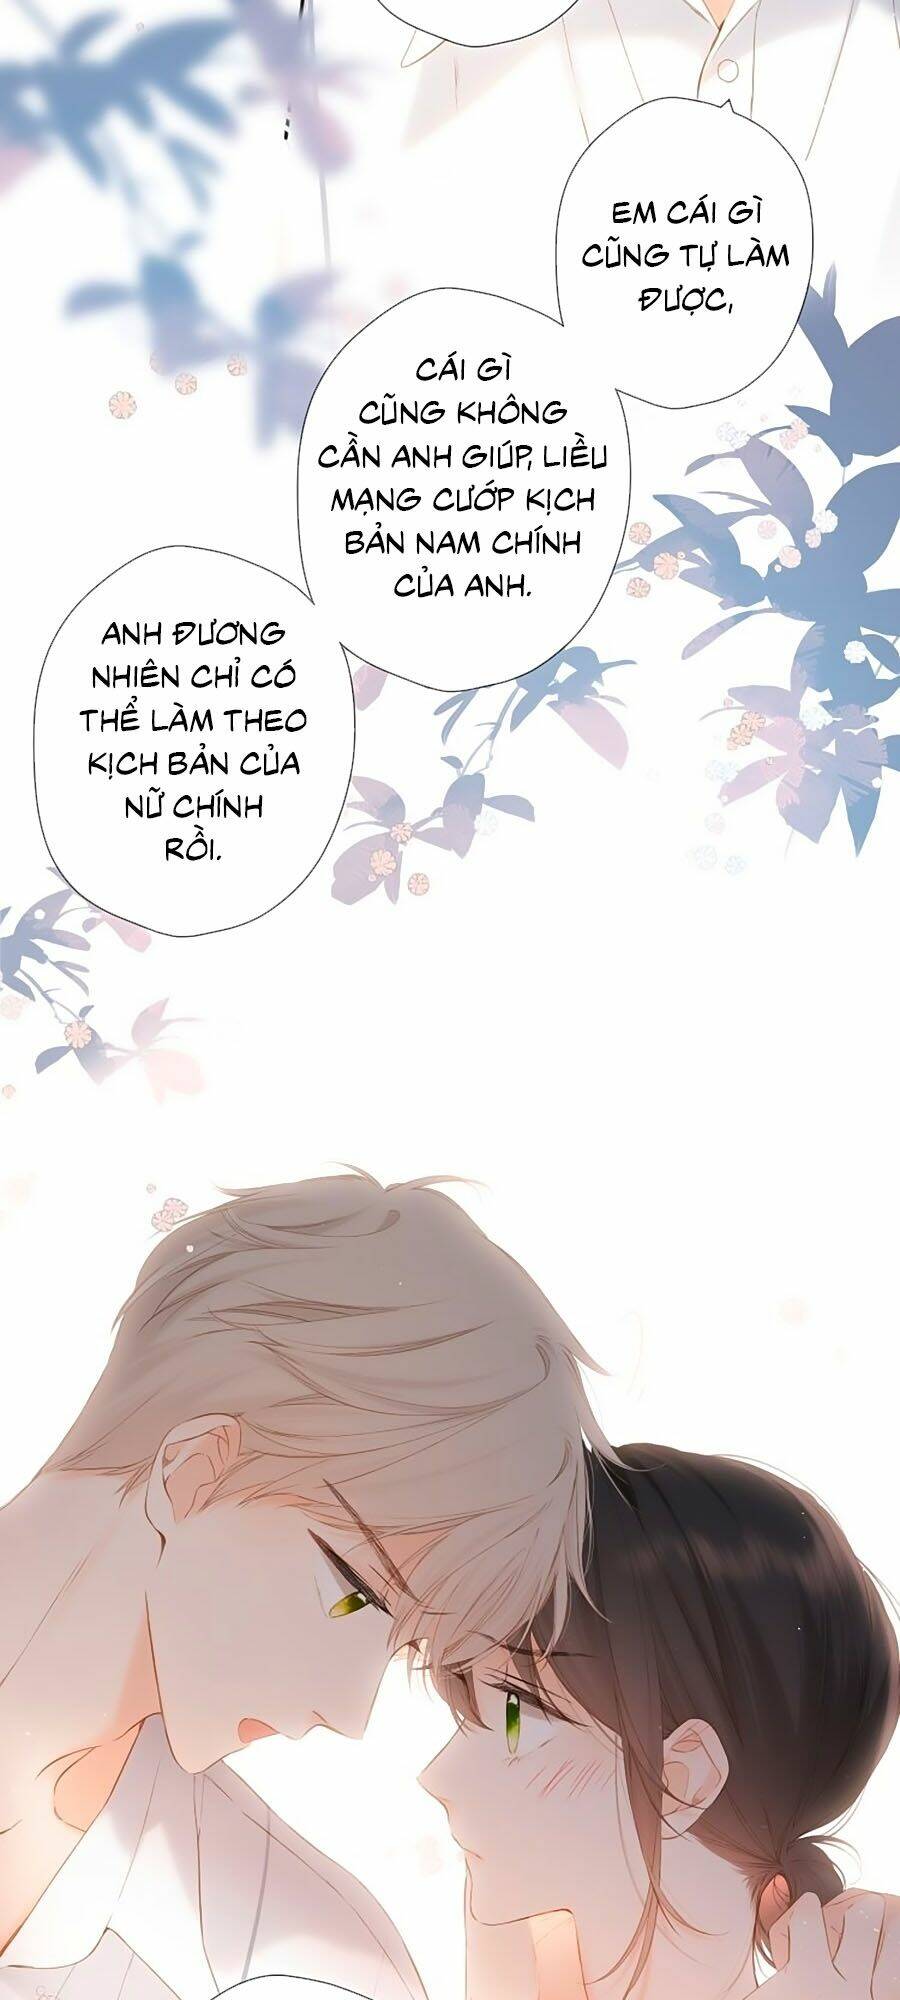 EM CÁI GÌ
CŨNG TỰ LÀM
ĐƯỢC,
CÁI GÌ
CŨNG KHÔNG
CẦN ANH GIÚP, LIỀU
MẠNG CƯỚP KỊCH
BẢN NAM CHÍNH
CỦA ANH.
ANH ĐƯƠNG
NHIÊN CHỈ CÓ
THỂ LÀM THEO
KỊCH BẢN CỦA
NỮ CHÍNH
RỒI.